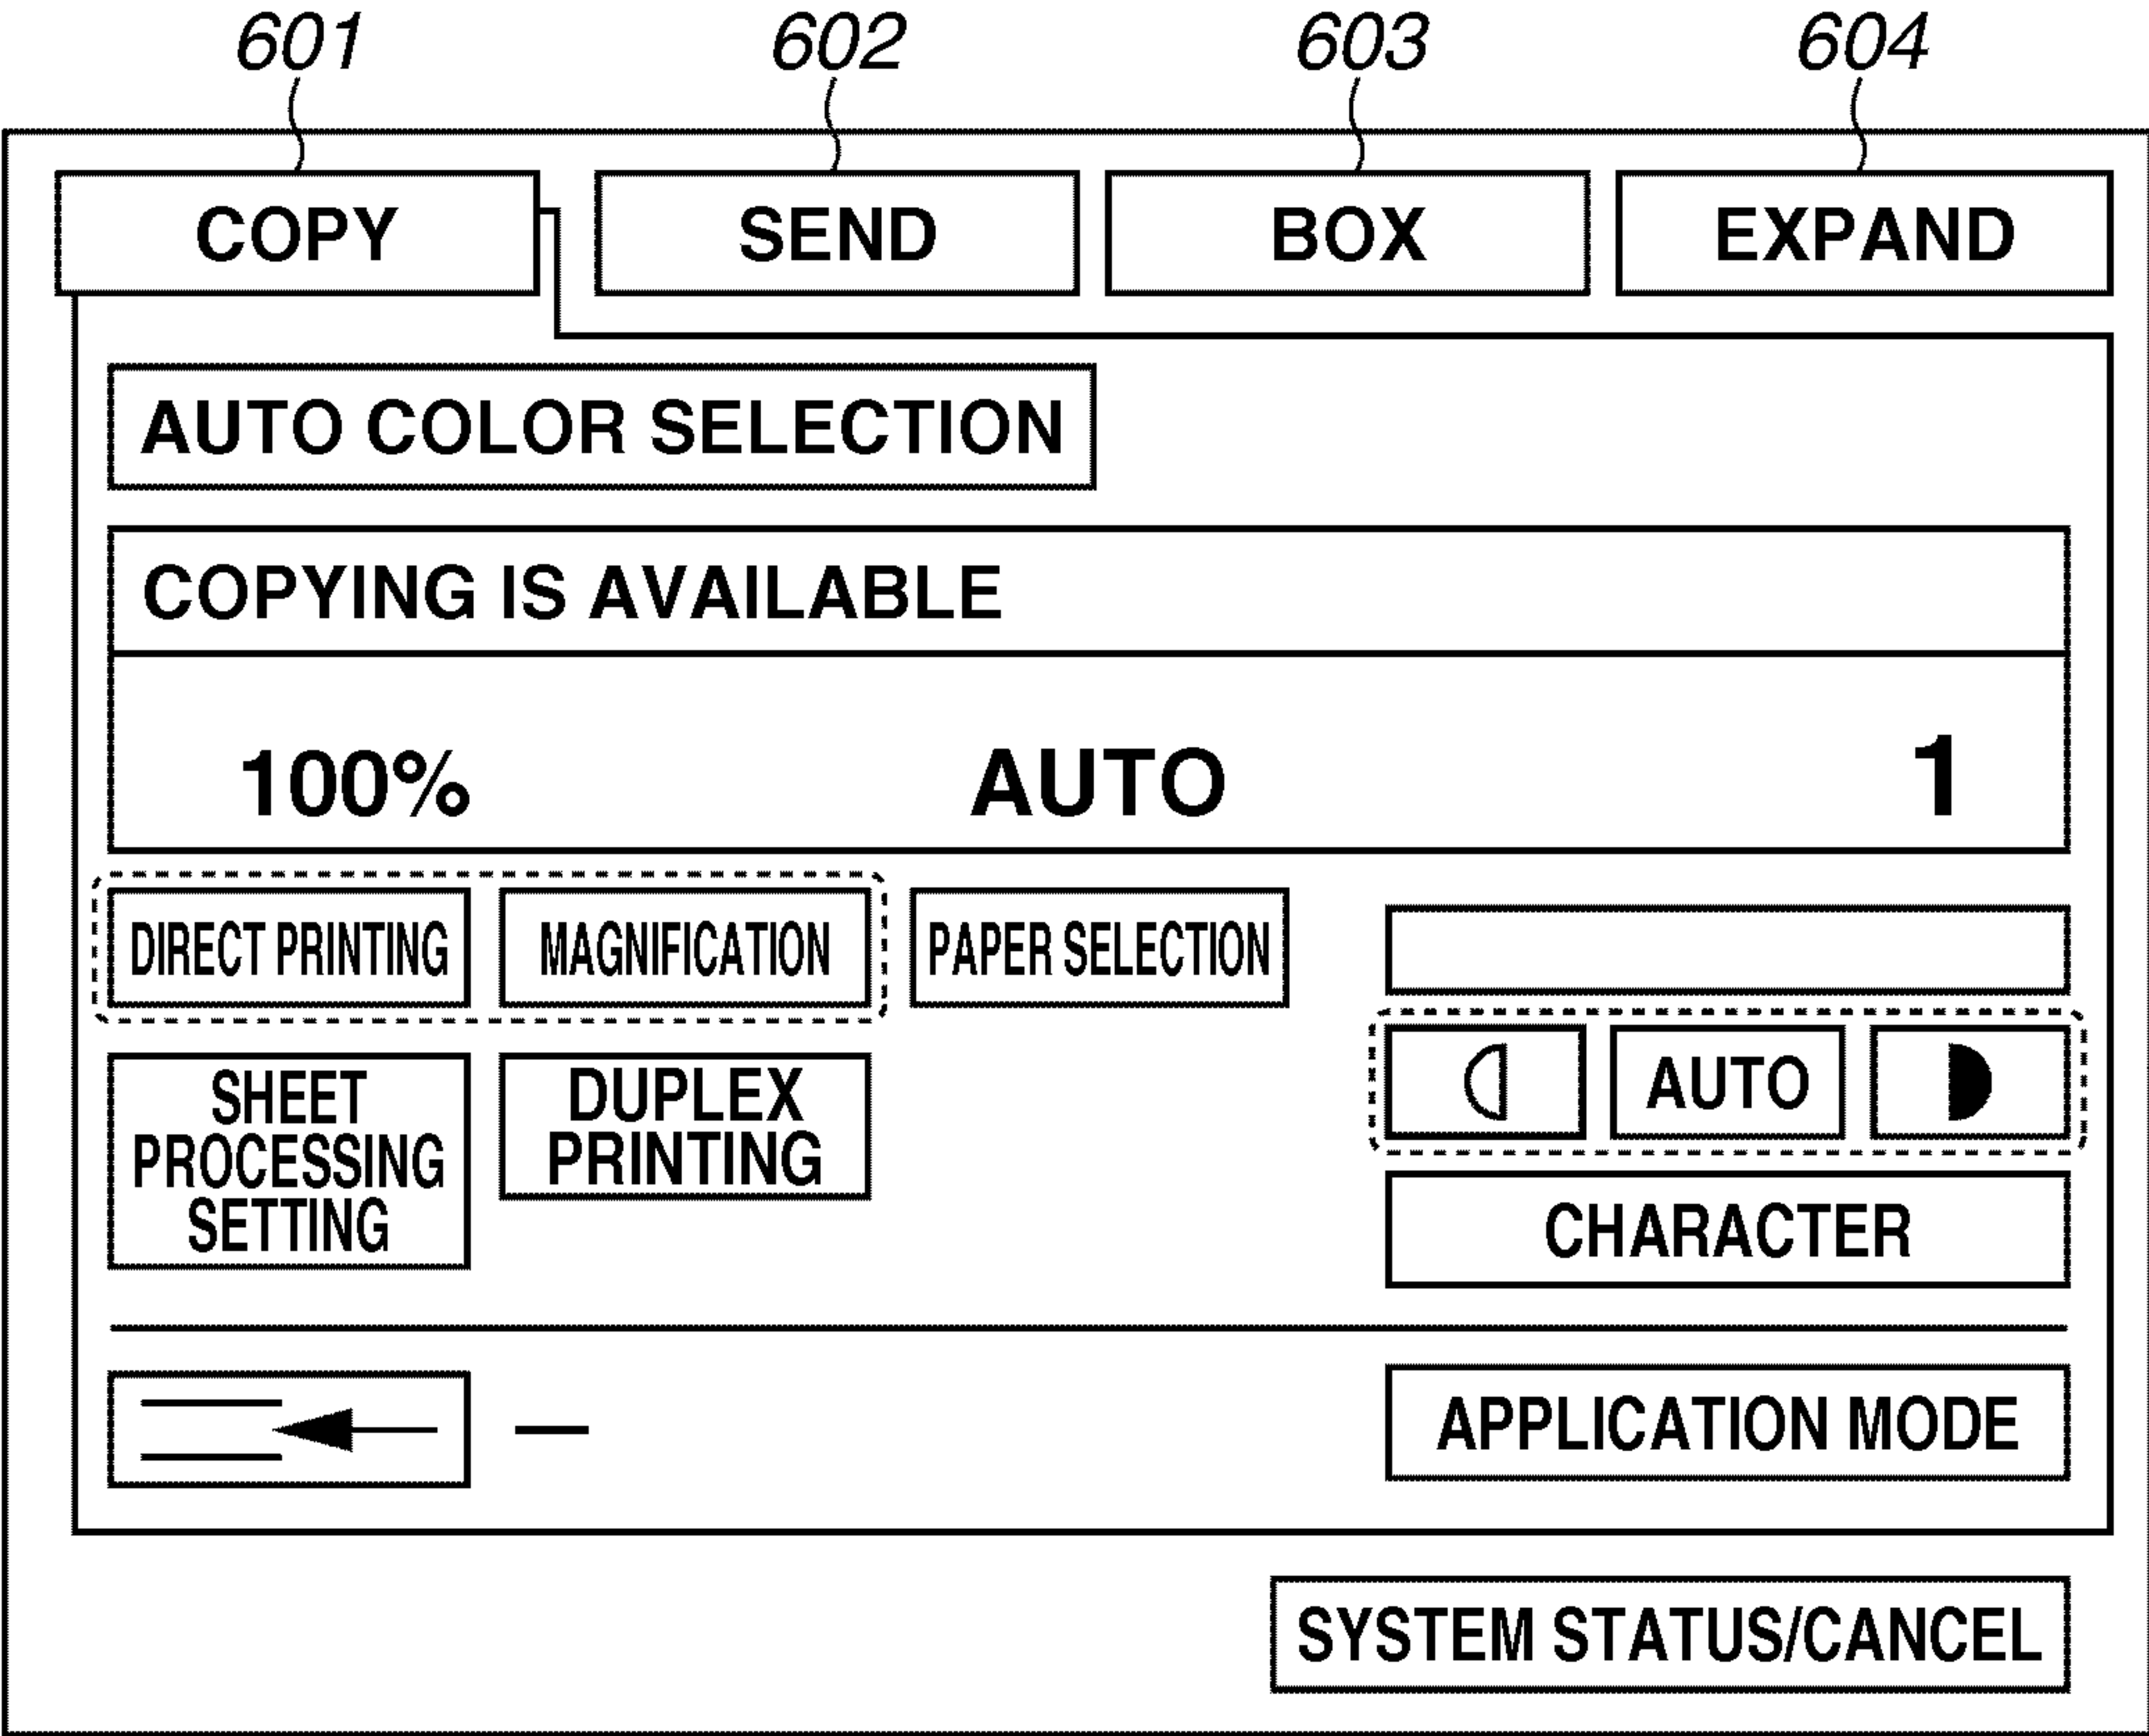 601 602 603 604
COPY SEND BOX EXPAND
AUTO COLOR SELECTION
COPYING IS AVAILABLE
100% AUTO 1
DIRECT PRINTING MAGNIFICATION PAPER SELECTION
SHEET
PROCESSING
SETTING
DUPLEX
PRINTING
AUTO
CHARACTER
APPLICATION MODE
SYSTEM STATUS/CANCEL